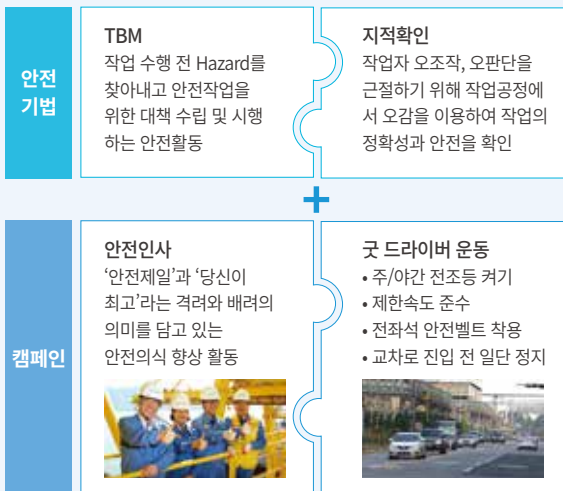 안전
기법
TBM
작업 수행 전 Hazard를
찾아내고 안전작업을
위한 대책 수립 및 시행
하는 안전활동
지적확인
작업자 오조작, 오판단을
근절하기 위해 작업공정에
서 오감을 이용하여 작업의
정확성과 안전을 확인
+
캠페인
안전인사
‘안전제일’과 ‘당신이
최고’라는 격려와 배려의
의미를 담고 있는
안전의식 향상 활동
굿 드라이버 운동
• 주/야간 전조등 켜기
• 제한속도 준수
• 전좌석 안전벨트 착용
• 교차로 진입 전 일단 정지